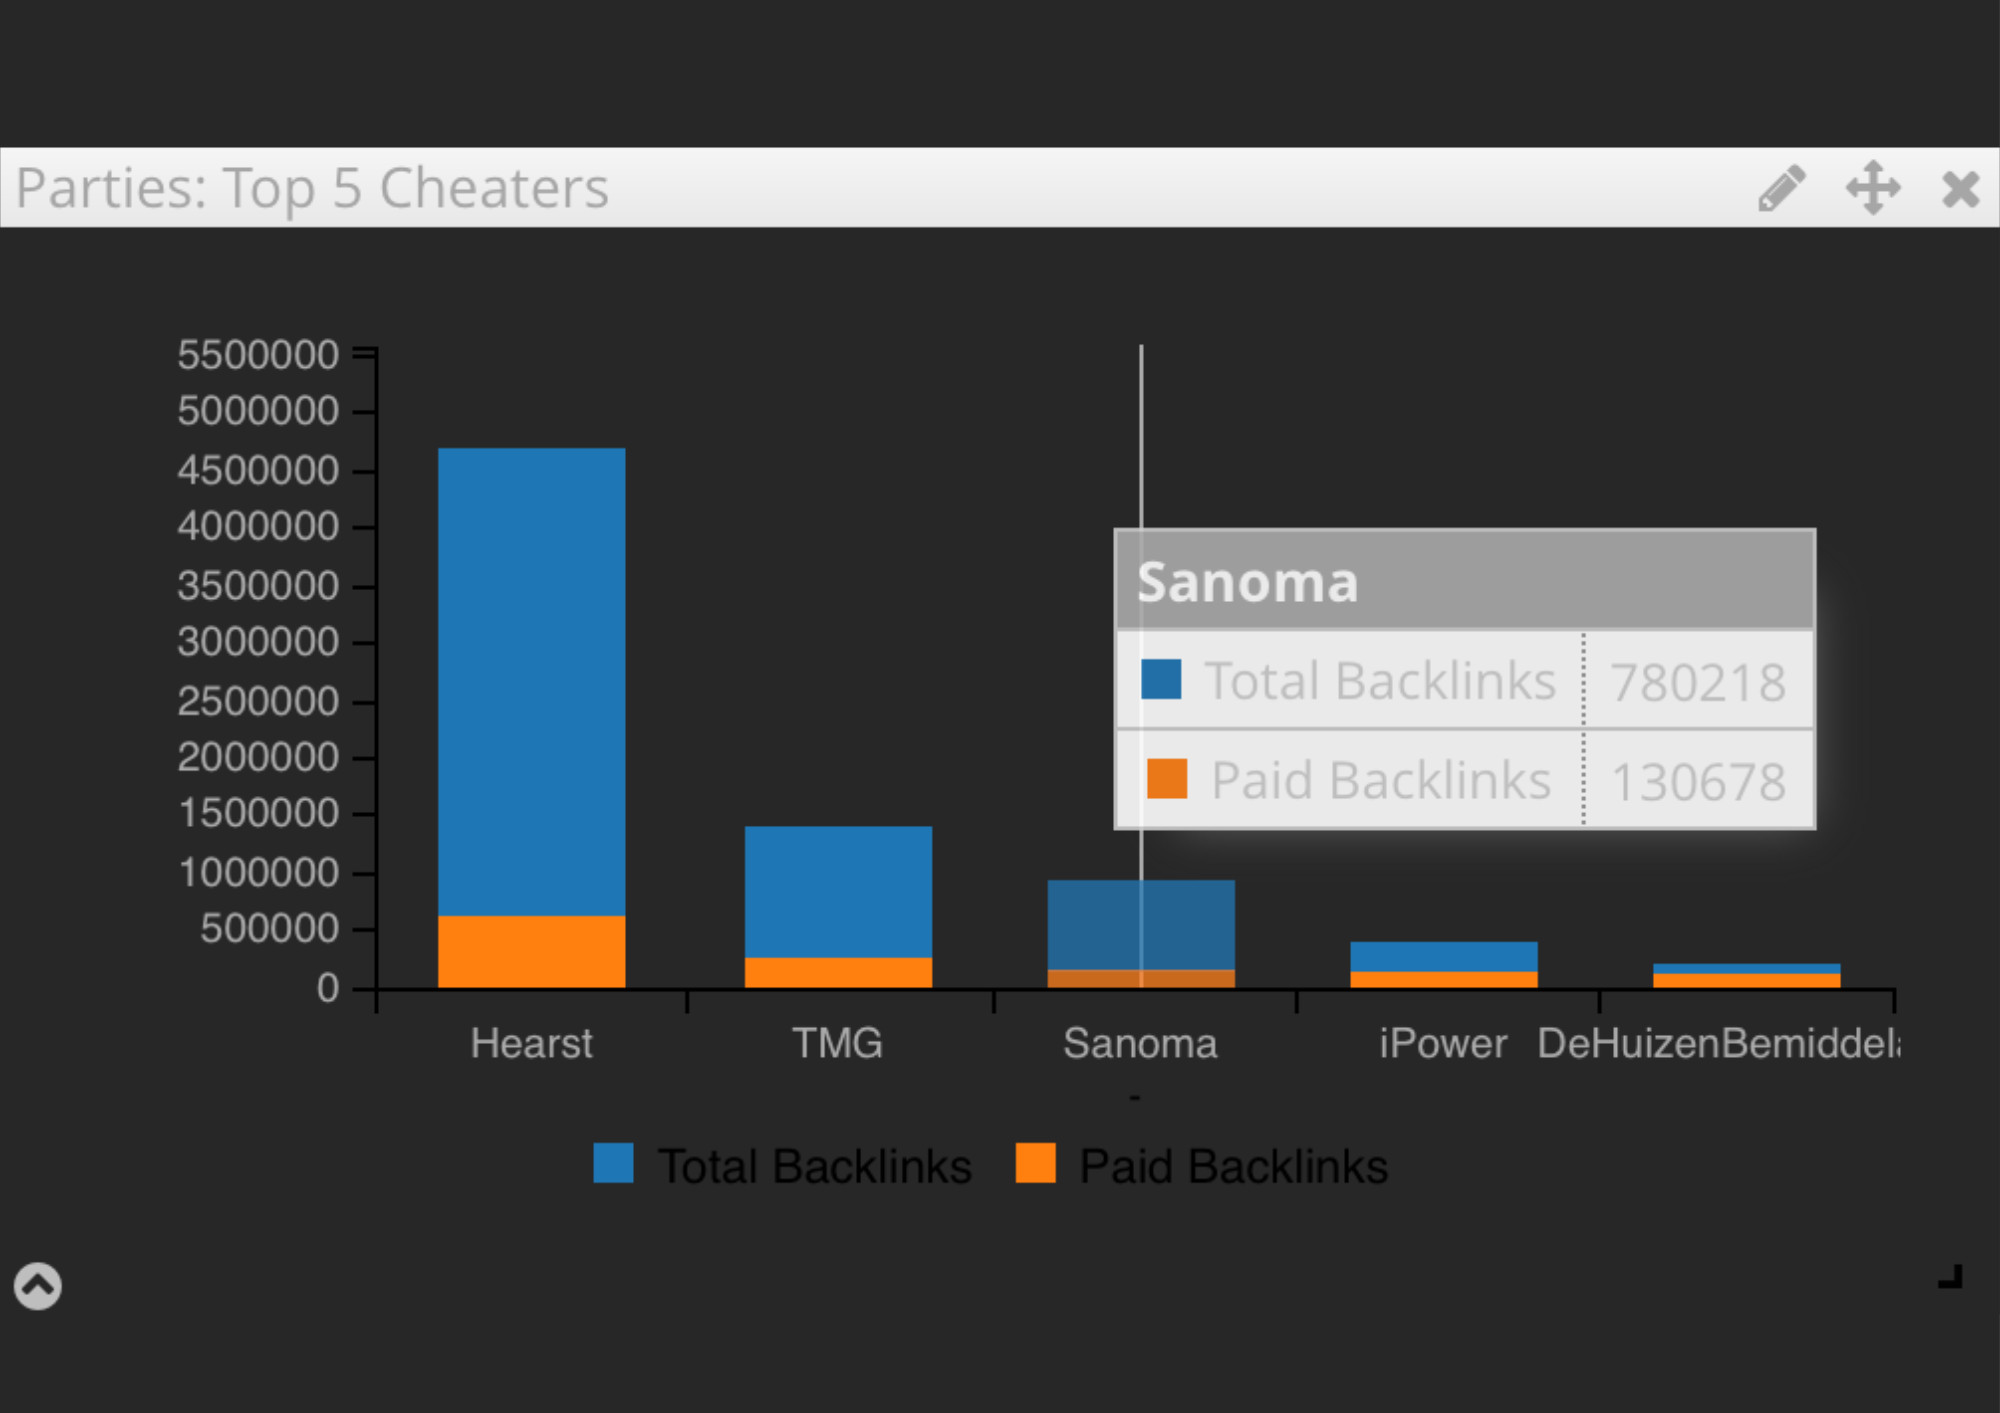 Parties: Top 5 Cheaters
5500000
5000000
4500000
4000000
3500000
3000000
2500000
2000000
1500000
1000000
500000
0
Sanoma
Total Backlinks 780218
Paid Backlinks 130678
Hearst TMG Sanoma iPower DeHuizenBemiddel
-
Total Backlinks Paid Backlinks